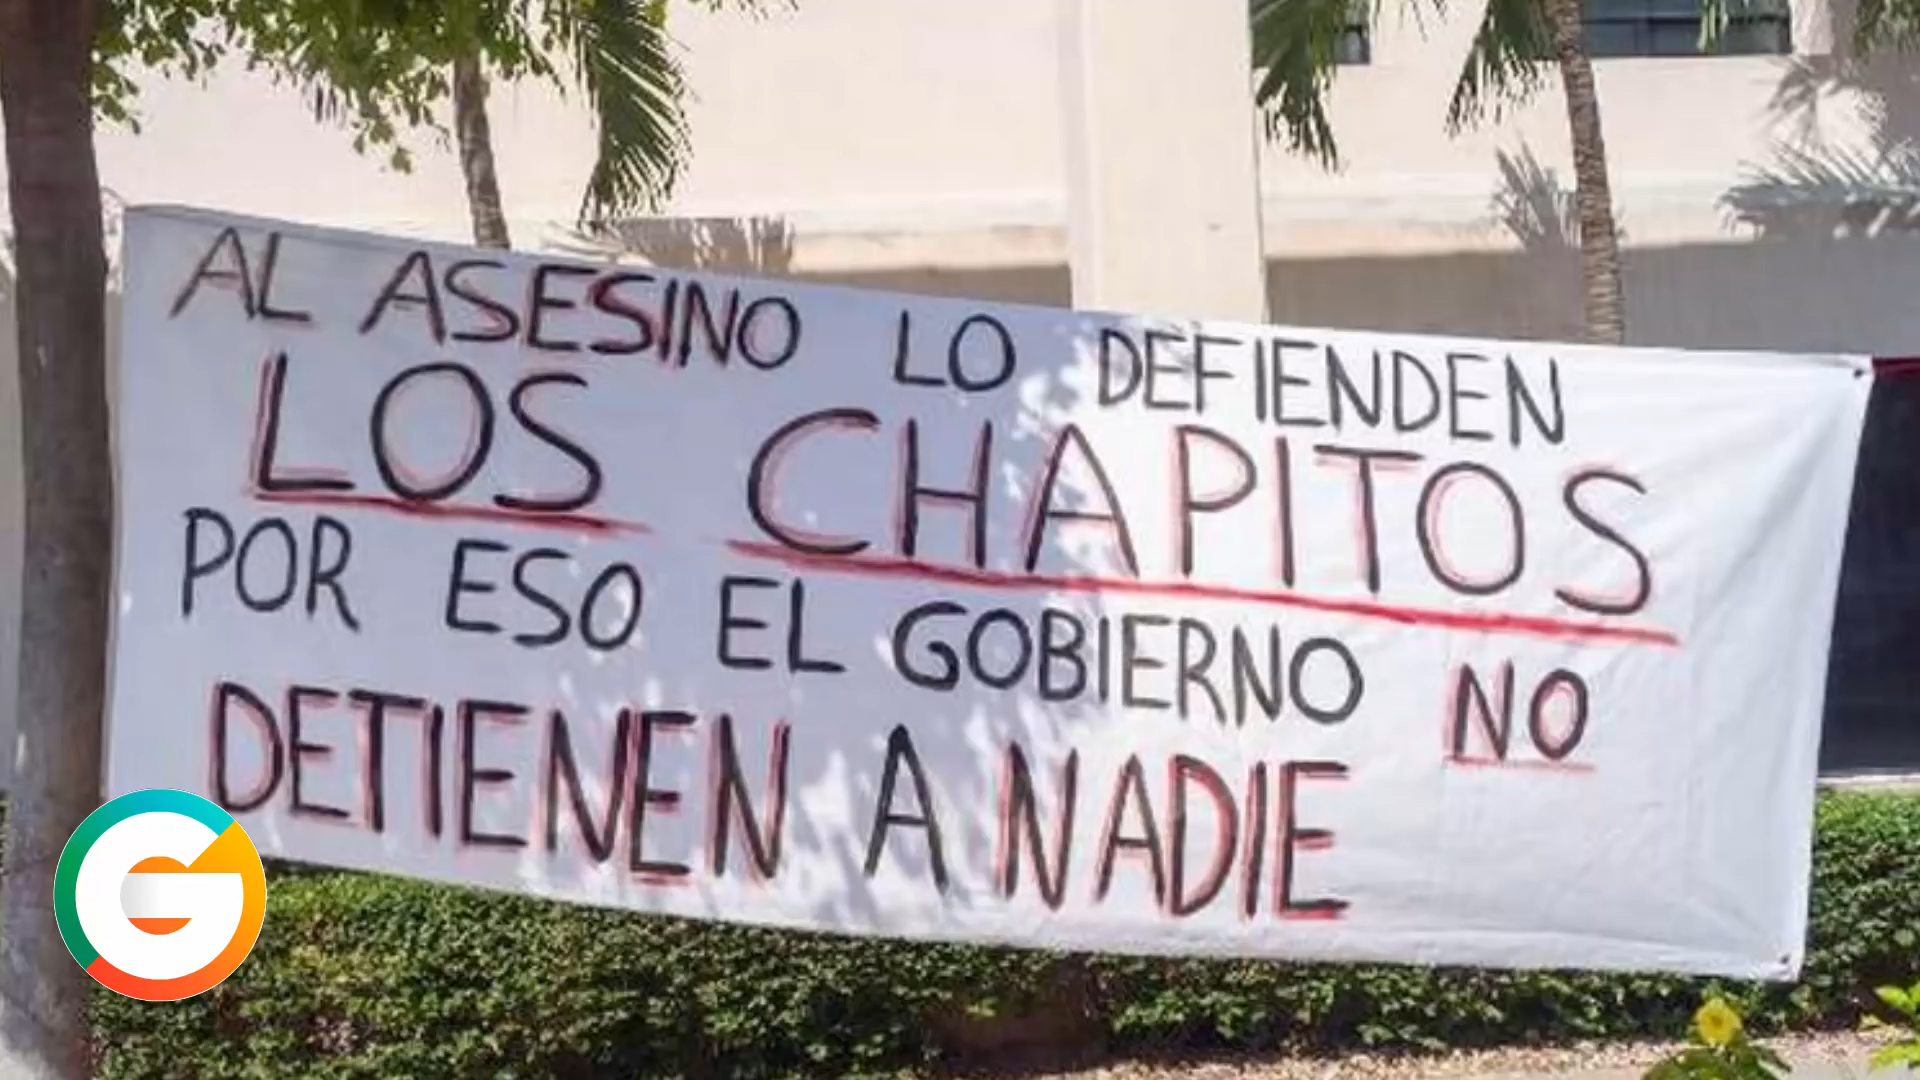 AL ASESINO LO DEFIENDEN
LOS CHAPITOS
POR ESO EL GOBIERNO NO
DETIENEN A NADIE
G